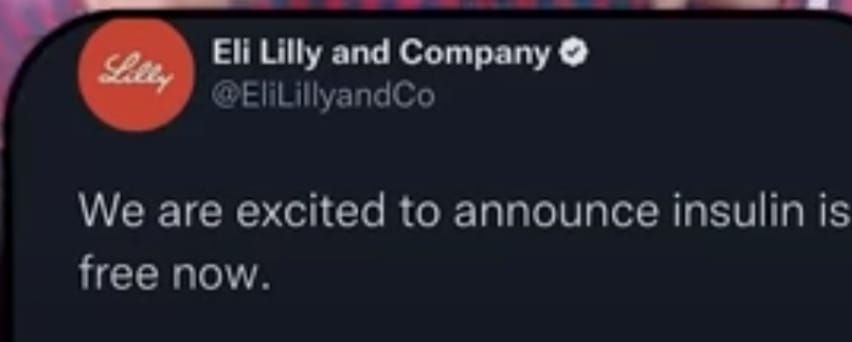 Lilly
Eli Lilly and Company
@EliLillyandCo
We are excited to announce insulin is
free now.